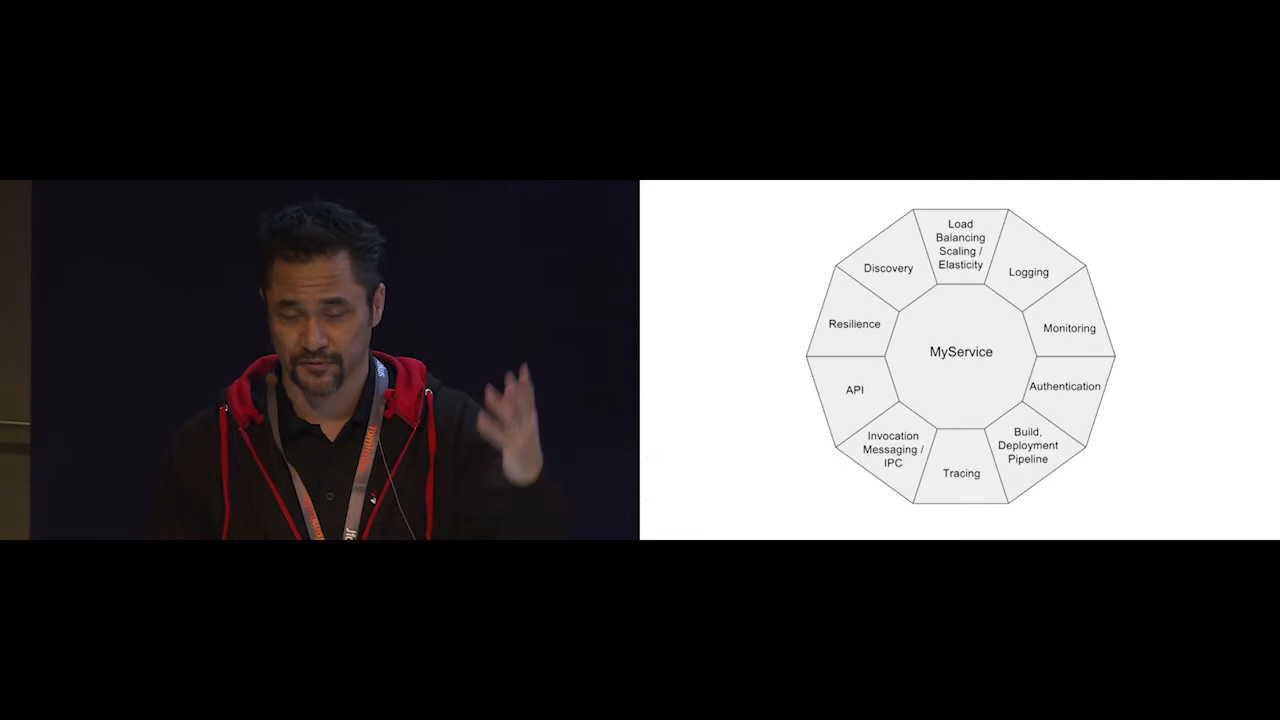 Load
Balancing
Scaling /
Elasticity
Discovery
Logging
Resilience
Monitoring
MyService
API
Authentication
Invocation
Messaging /
IPC
Build,
Deployment
Pipeline
Tracing